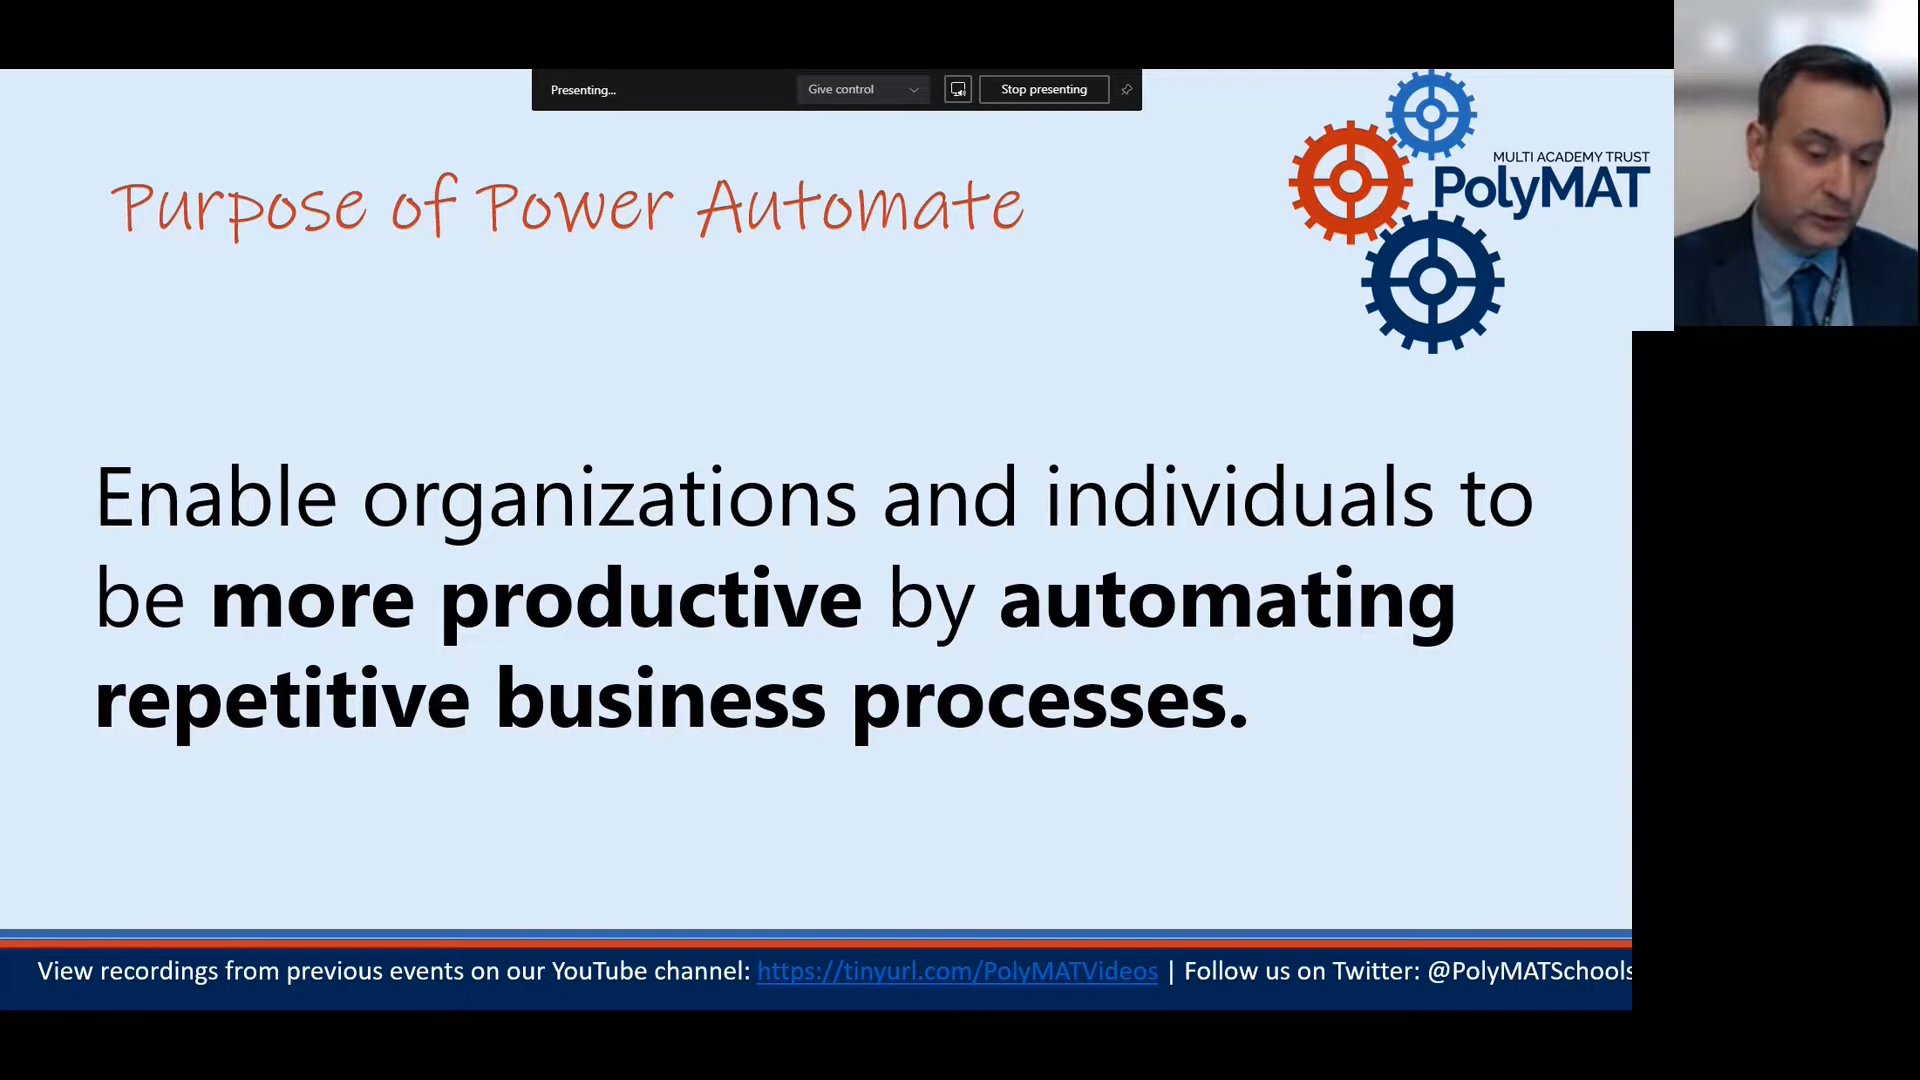 Presenting...
Give control
Stop presenting
Purpose of Power Automate
MULTI ACADEMY TRUST
PolyMAT
Enable organizations and individuals to
be more productive by automating
repetitive business processes.
View recordings from previous events on our YouTube channel: https://tinyurl.com/PolyMATVideos | Follow us on Twitter: @PolyMATSchools